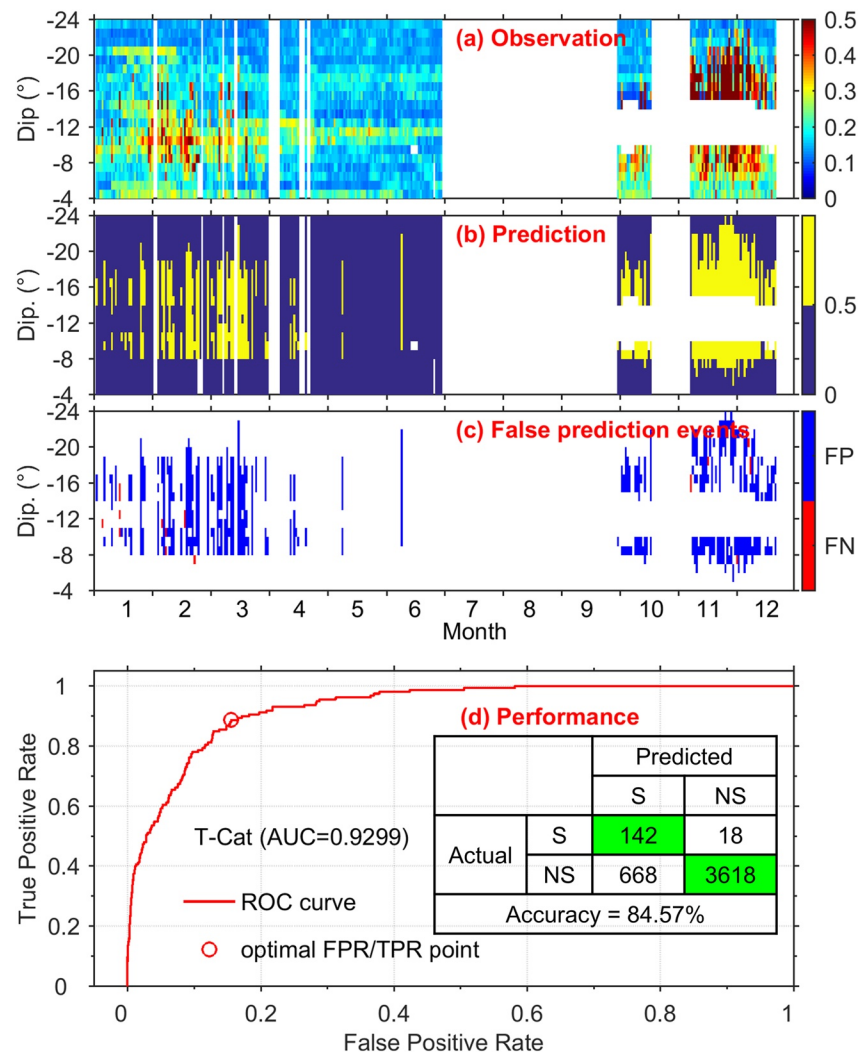 -24
-20
-16
-12
-8
-4
Dip (°)
(a) Observation
0.5
0.4
0.3
0.2
0.1
0
-24
-20
-16
-12
-8
-4
Dip. (°)
(b) Prediction
0.5
0
-24
-20
-16
-12
-8
-4
Dip. (°)
(c) False prediction events
FP
FN
1 2 3 4 5 6 7 8 9 10 11 12
Month
1
0.8
0.6
0.4
0.2
0
True Positive Rate
(d) Performance
Predicted
S NS
Actual S 142 18
NS 668 3618
Accuracy = 84.57%
T-Cat (AUC=0.9299)
ROC curve
optimal FPR/TPR point
0 0.2 0.4 0.6 0.8 1
False Positive Rate